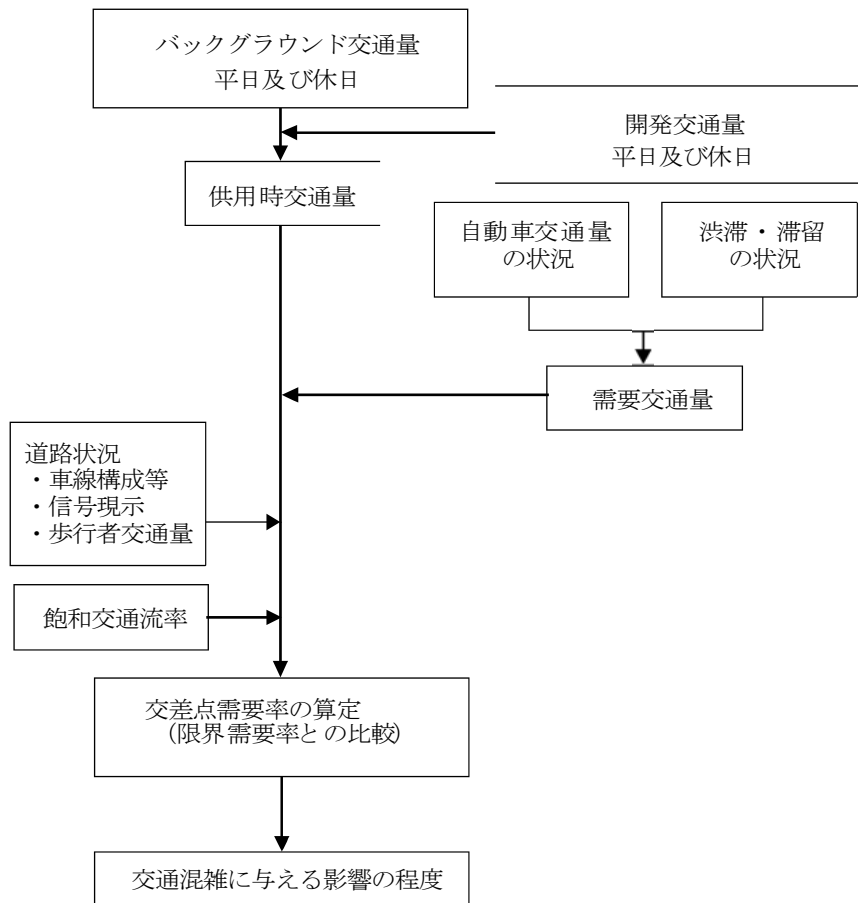 バックグラウンド交通量
平日及び休日
開発交通量
平日及び休日
供用時交通量
自動車交通量
の状況
渋滞・滞留
の状況
需要交通量
道路状況
・車線構成等
・信号現示
・歩行者交通量
飽和交通流率
交差点需要率の算定
(限界需要率との比較)
交通混雑に与える影響の程度